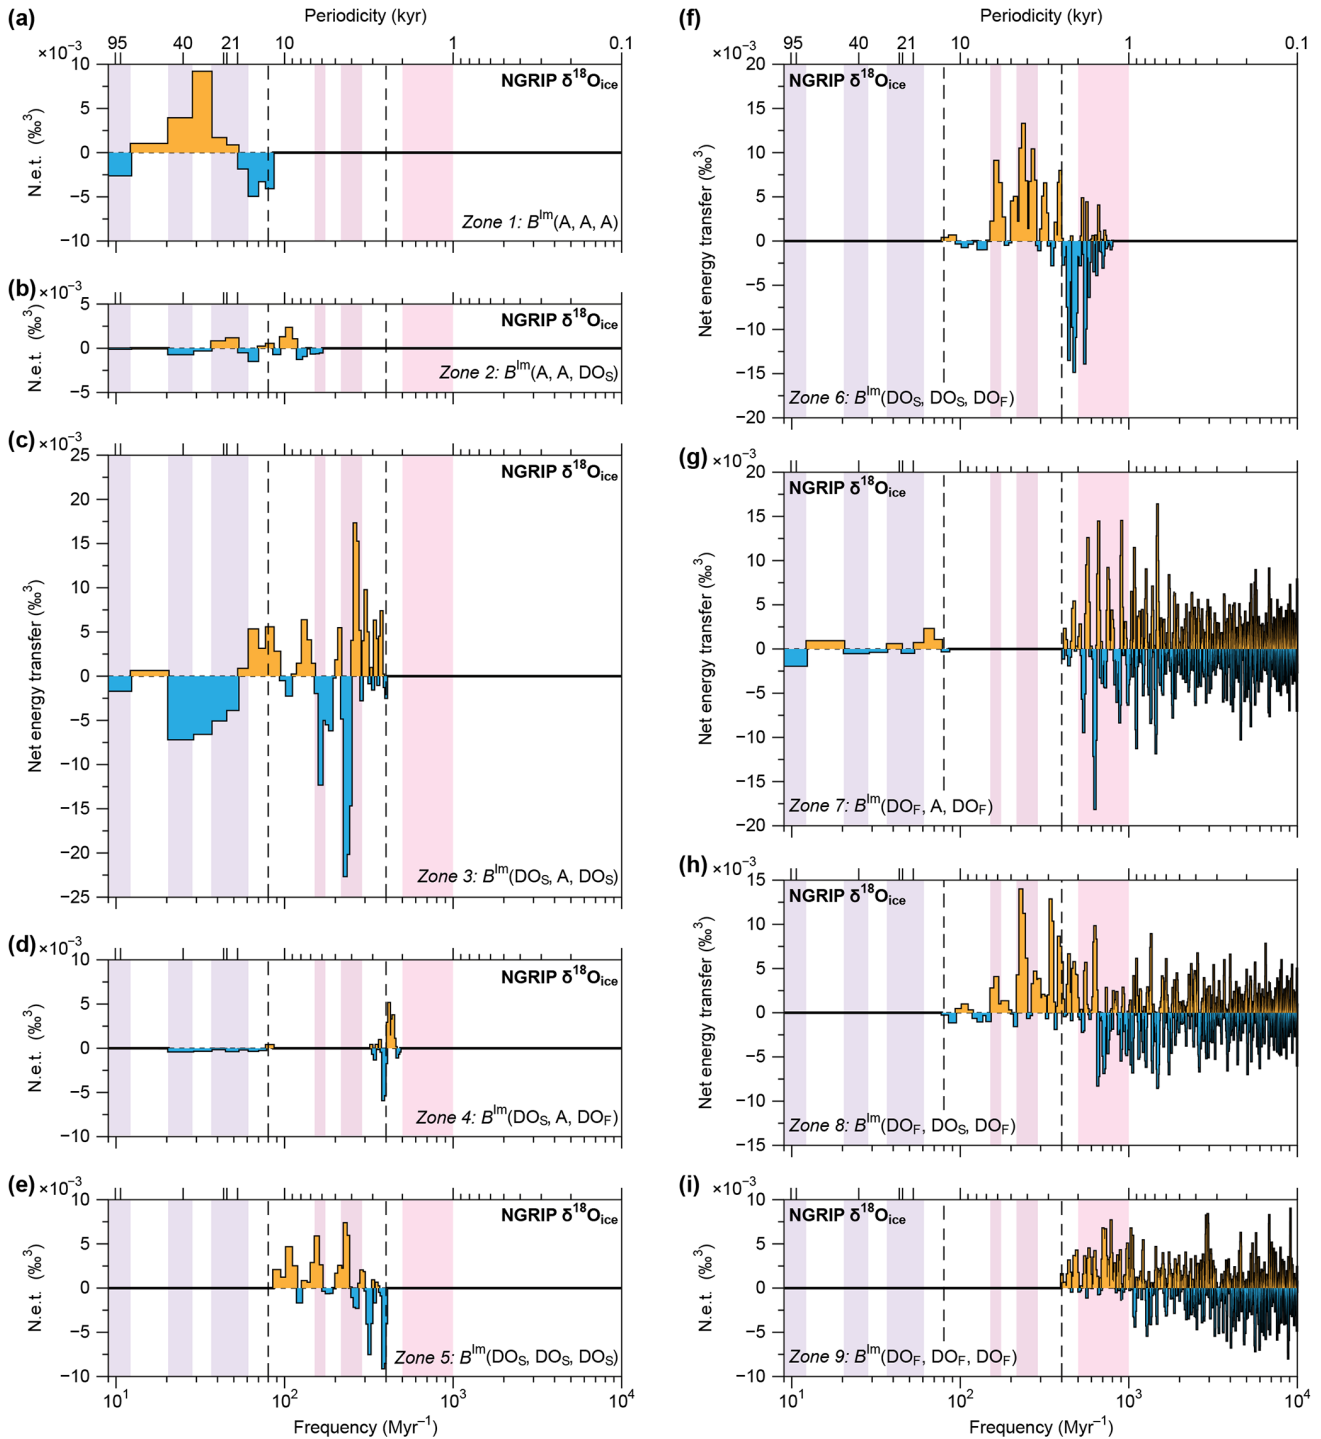 (a)
Periodicity (kyr)
95 40 21 10 1 0.1
×10⁻³
10
5
0
−5
−10
N.e.t. (‰³)
NGRIP δ¹⁸Oice
Zone 1: B^Im(A, A, A)
(b)
×10⁻³
5
0
−5
N.e.t. (‰³)
NGRIP δ¹⁸Oice
Zone 2: B^Im(A, A, DOS)
(c)
×10⁻³
25
20
15
10
5
0
−5
−10
−15
−20
−25
Net energy transfer (‰³)
NGRIP δ¹⁸Oice
Zone 3: B^Im(DOS, A, DOS)
(d)
×10⁻³
10
5
0
−5
−10
N.e.t. (‰³)
NGRIP δ¹⁸Oice
Zone 4: B^Im(DOS, A, DOF)
(e)
×10⁻³
10
5
0
−5
−10
N.e.t. (‰³)
NGRIP δ¹⁸Oice
Zone 5: B^Im(DOS, DOS, DOS)
10¹ 10² 10³ 10⁴
Frequency (Myr⁻¹)
(f)
Periodicity (kyr)
95 40 21 10 1 0.1
×10⁻³
20
15
10
5
0
−5
−10
−15
−20
Net energy transfer (‰³)
NGRIP δ¹⁸Oice
Zone 6: B^Im(DOS, DOS, DOF)
(g)
×10⁻³
20
15
10
5
0
−5
−10
−15
−20
Net energy transfer (‰³)
NGRIP δ¹⁸Oice
Zone 7: B^Im(DOF, A, DOF)
(h)
×10⁻³
15
10
5
0
−5
−10
−15
Net energy transfer (‰³)
NGRIP δ¹⁸Oice
Zone 8: B^Im(DOF, DOS, DOF)
(i)
×10⁻³
10
5
0
−5
−10
N.e.t. (‰³)
NGRIP δ¹⁸Oice
Zone 9: B^Im(DOF, DOF, DOF)
10¹ 10² 10³ 10⁴
Frequency (Myr⁻¹)